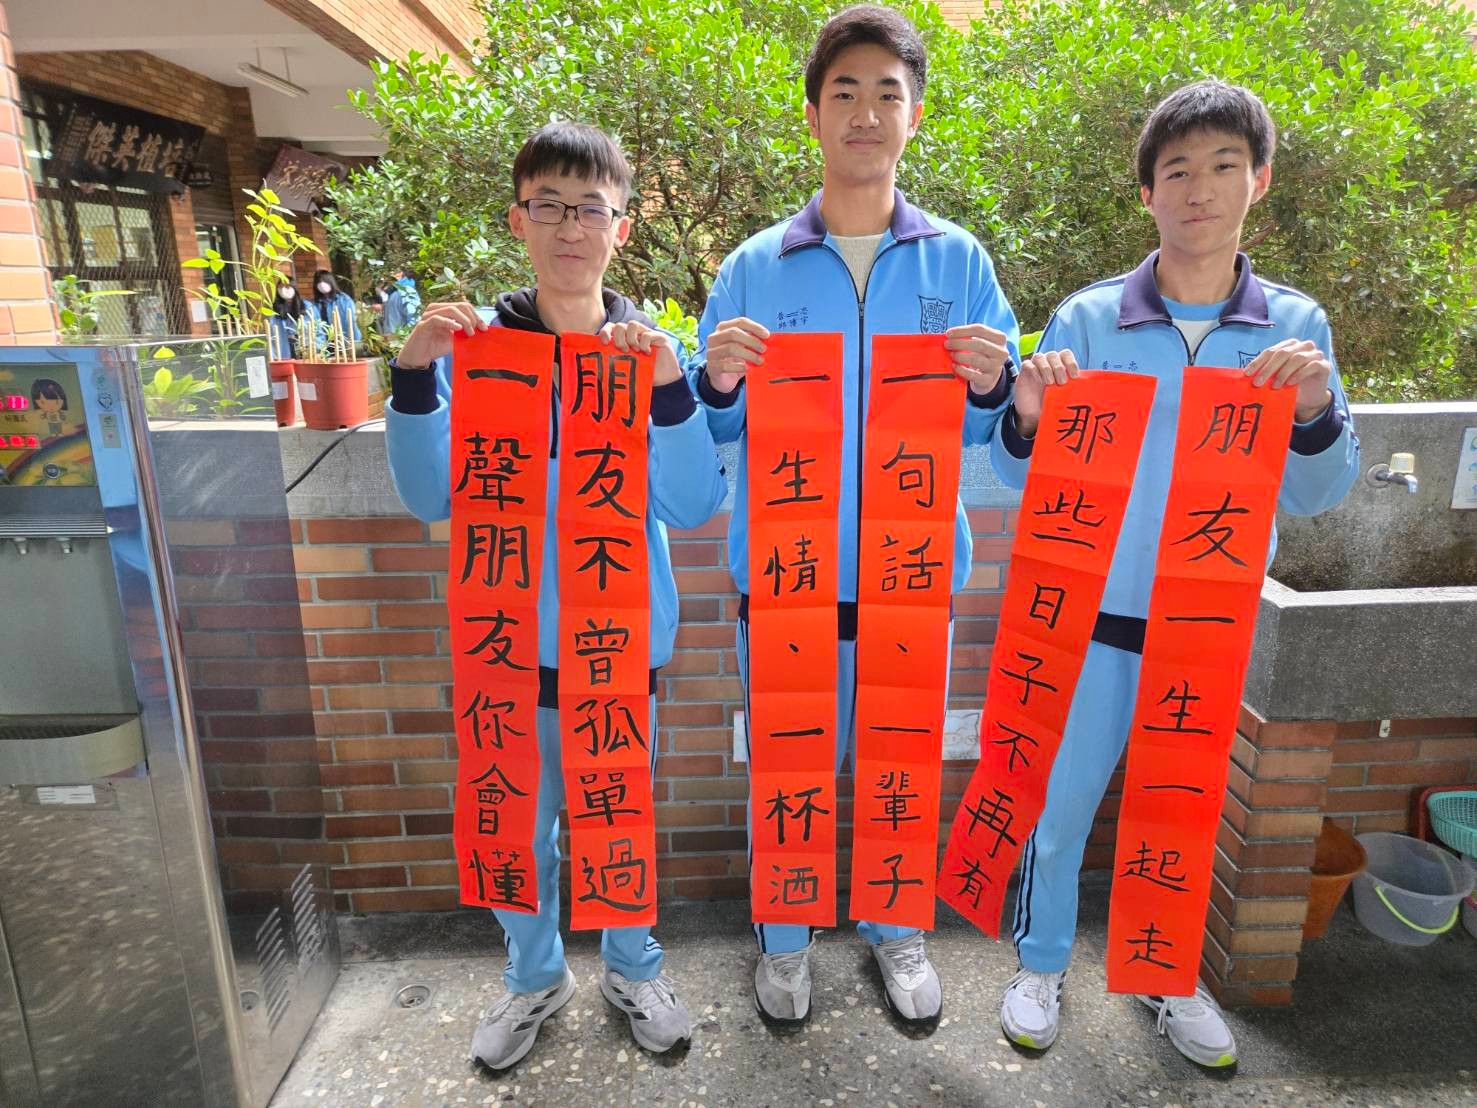 朋友一生一起走
那些日子不再有
一句話、一輩子
一生情、一杯酒
朋友不曾孤單過
一聲朋友你會懂
培植英傑